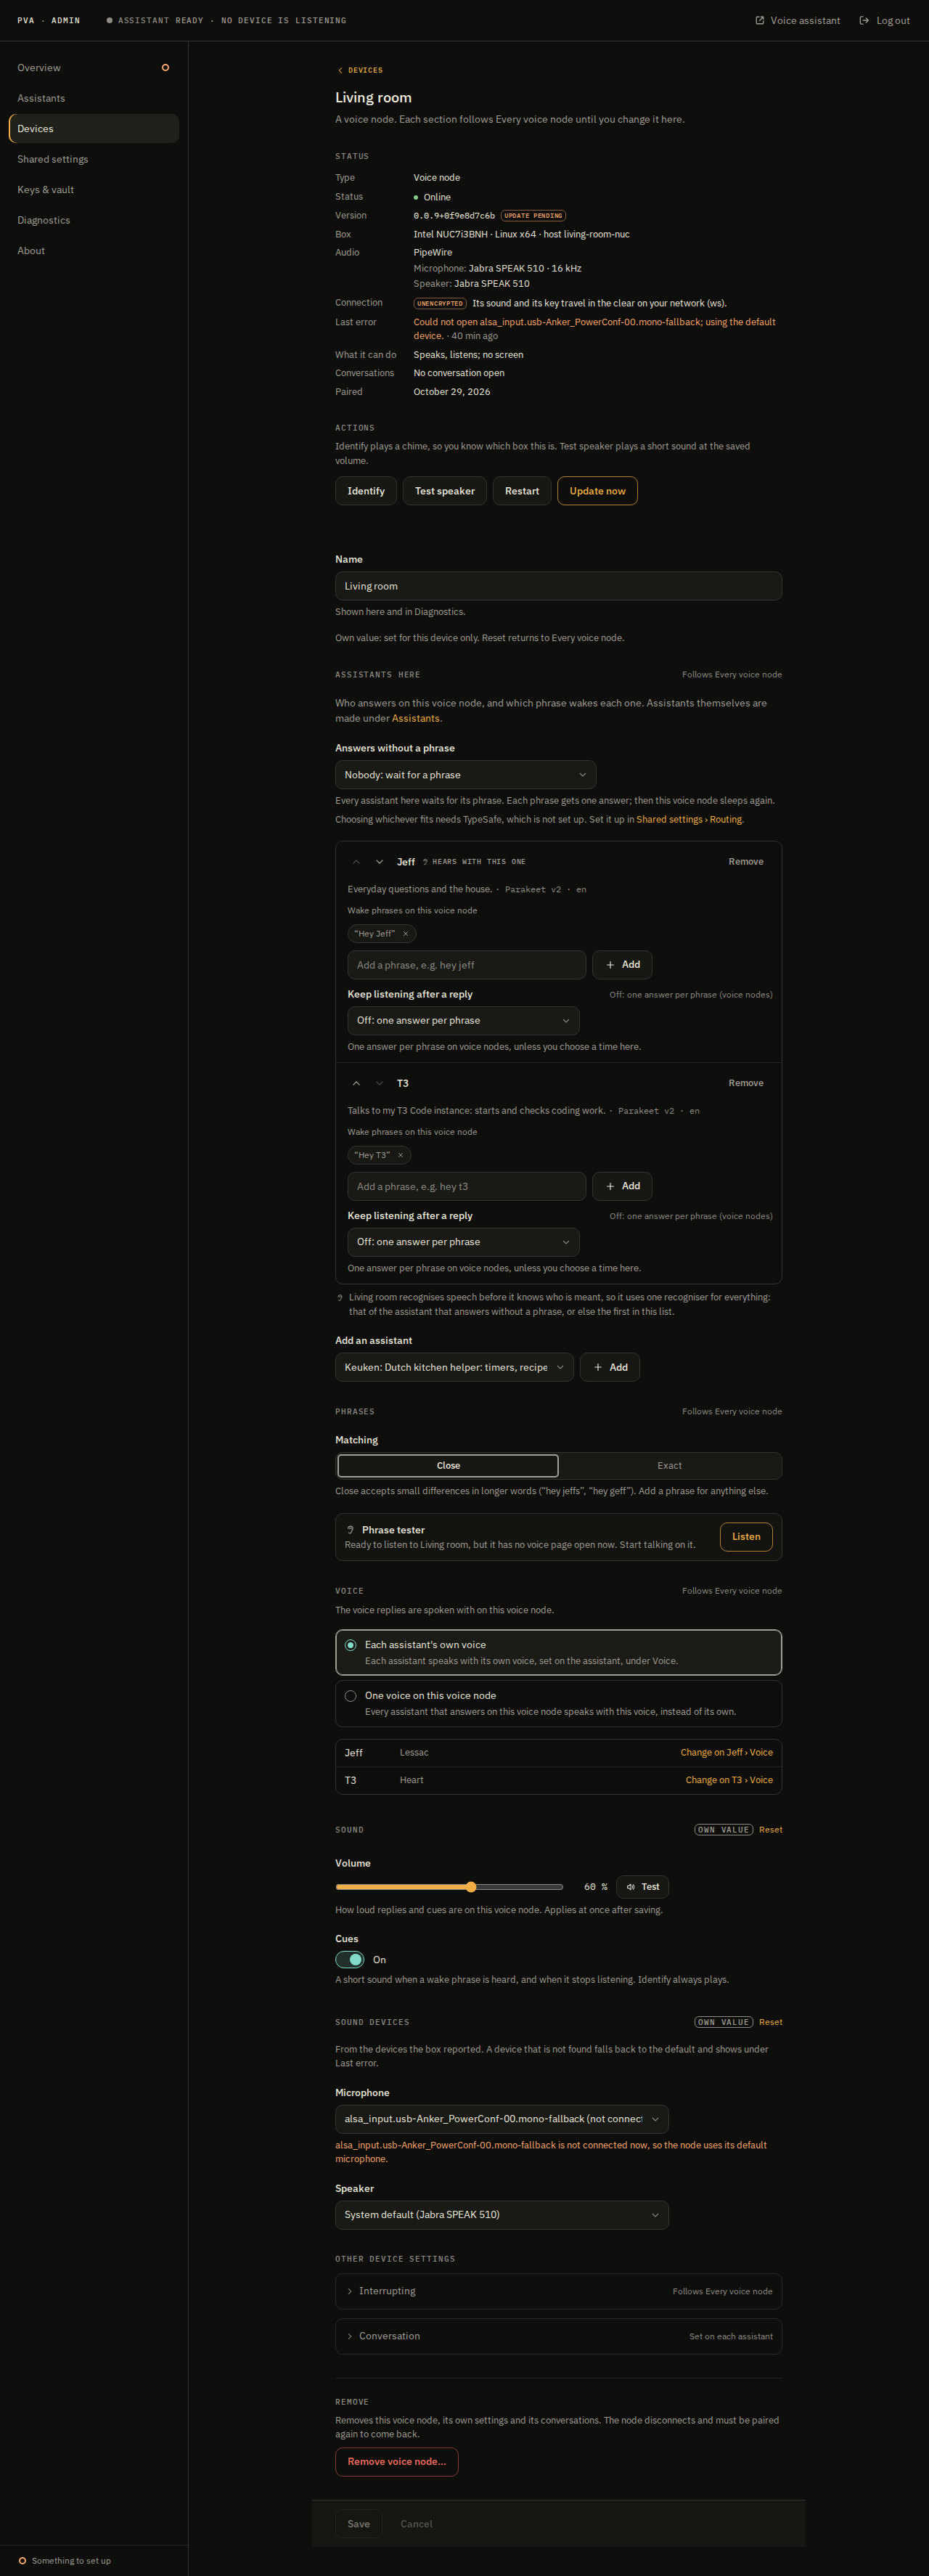 PVA · ADMIN
ASSISTANT READY · NO DEVICE IS LISTENING
Voice assistant
Log out
Overview
Assistants
Devices
Shared settings
Keys & vault
Diagnostics
About
DEVICES
Living room
A voice node. Each section follows Every voice node until you change it here.
STATUS
Type Voice node
Status Online
Version 0.0.9+0f9e8d7c6b UPDATE PENDING
Box Intel NUC7i3BNH · Linux x64 · host living-room-nuc
Audio PipeWire
Microphone: Jabra SPEAK 510 · 16 kHz
Speaker: Jabra SPEAK 510
Connection UNENCRYPTED Its sound and its key travel in the clear on your network (ws).
Last error Could not open alsa_input.usb-Anker_PowerConf-00.mono-fallback; using the default
device. · 40 min ago
What it can do Speaks, listens; no screen
Conversations No conversation open
Paired October 29, 2026
ACTIONS
Identify plays a chime, so you know which box this is. Test speaker plays a short sound at the saved
volume.
Identify Test speaker Restart Update now
Name
Living room
Shown here and in Diagnostics.
Own value: set for this device only. Reset returns to Every voice node.
ASSISTANTS HERE Follows Every voice node
Who answers on this voice node, and which phrase wakes each one. Assistants themselves are
made under Assistants.
Answers without a phrase
Nobody: wait for a phrase
Every assistant here waits for its phrase. Each phrase gets one answer; then this voice node sleeps again.
Choosing whichever fits needs TypeSafe, which is not set up. Set it up in Shared settings › Routing.
Jeff HEARS WITH THIS ONE Remove
Everyday questions and the house. · Parakeet v2 · en
Wake phrases on this voice node
“Hey Jeff” ×
Add a phrase, e.g. hey jeff + Add
Keep listening after a reply Off: one answer per phrase (voice nodes)
Off: one answer per phrase
One answer per phrase on voice nodes, unless you choose a time here.
T3 Remove
Talks to my T3 Code instance: starts and checks coding work. · Parakeet v2 · en
Wake phrases on this voice node
“Hey T3” ×
Add a phrase, e.g. hey t3 + Add
Keep listening after a reply Off: one answer per phrase (voice nodes)
Off: one answer per phrase
One answer per phrase on voice nodes, unless you choose a time here.
Living room recognises speech before it knows who is meant, so it uses one recogniser for everything:
that of the assistant that answers without a phrase, or else the first in this list.
Add an assistant
Keuken: Dutch kitchen helper: timers, recipe + Add
PHRASES Follows Every voice node
Matching
Close Exact
Close accepts small differences in longer words (“hey jeffs”, “hey geff”). Add a phrase for anything else.
Phrase tester
Ready to listen to Living room, but it has no voice page open now. Start talking on it.
Listen
VOICE Follows Every voice node
The voice replies are spoken with on this voice node.
Each assistant's own voice
Each assistant speaks with its own voice, set on the assistant, under Voice.
One voice on this voice node
Every assistant that answers on this voice node speaks with this voice, instead of its own.
Jeff Lessac Change on Jeff › Voice
T3 Heart Change on T3 › Voice
SOUND OWN VALUE Reset
Volume
60 % Test
How loud replies and cues are on this voice node. Applies at once after saving.
Cues
On
A short sound when a wake phrase is heard, and when it stops listening. Identify always plays.
SOUND DEVICES OWN VALUE Reset
From the devices the box reported. A device that is not found falls back to the default and shows under
Last error.
Microphone
alsa_input.usb-Anker_PowerConf-00.mono-fallback (not connect
alsa_input.usb-Anker_PowerConf-00.mono-fallback is not connected now, so the node uses its default
microphone.
Speaker
System default (Jabra SPEAK 510)
OTHER DEVICE SETTINGS
Interrupting Follows Every voice node
Conversation Set on each assistant
REMOVE
Removes this voice node, its own settings and its conversations. The node disconnects and must be paired
again to come back.
Remove voice node…
Save Cancel
Something to set up